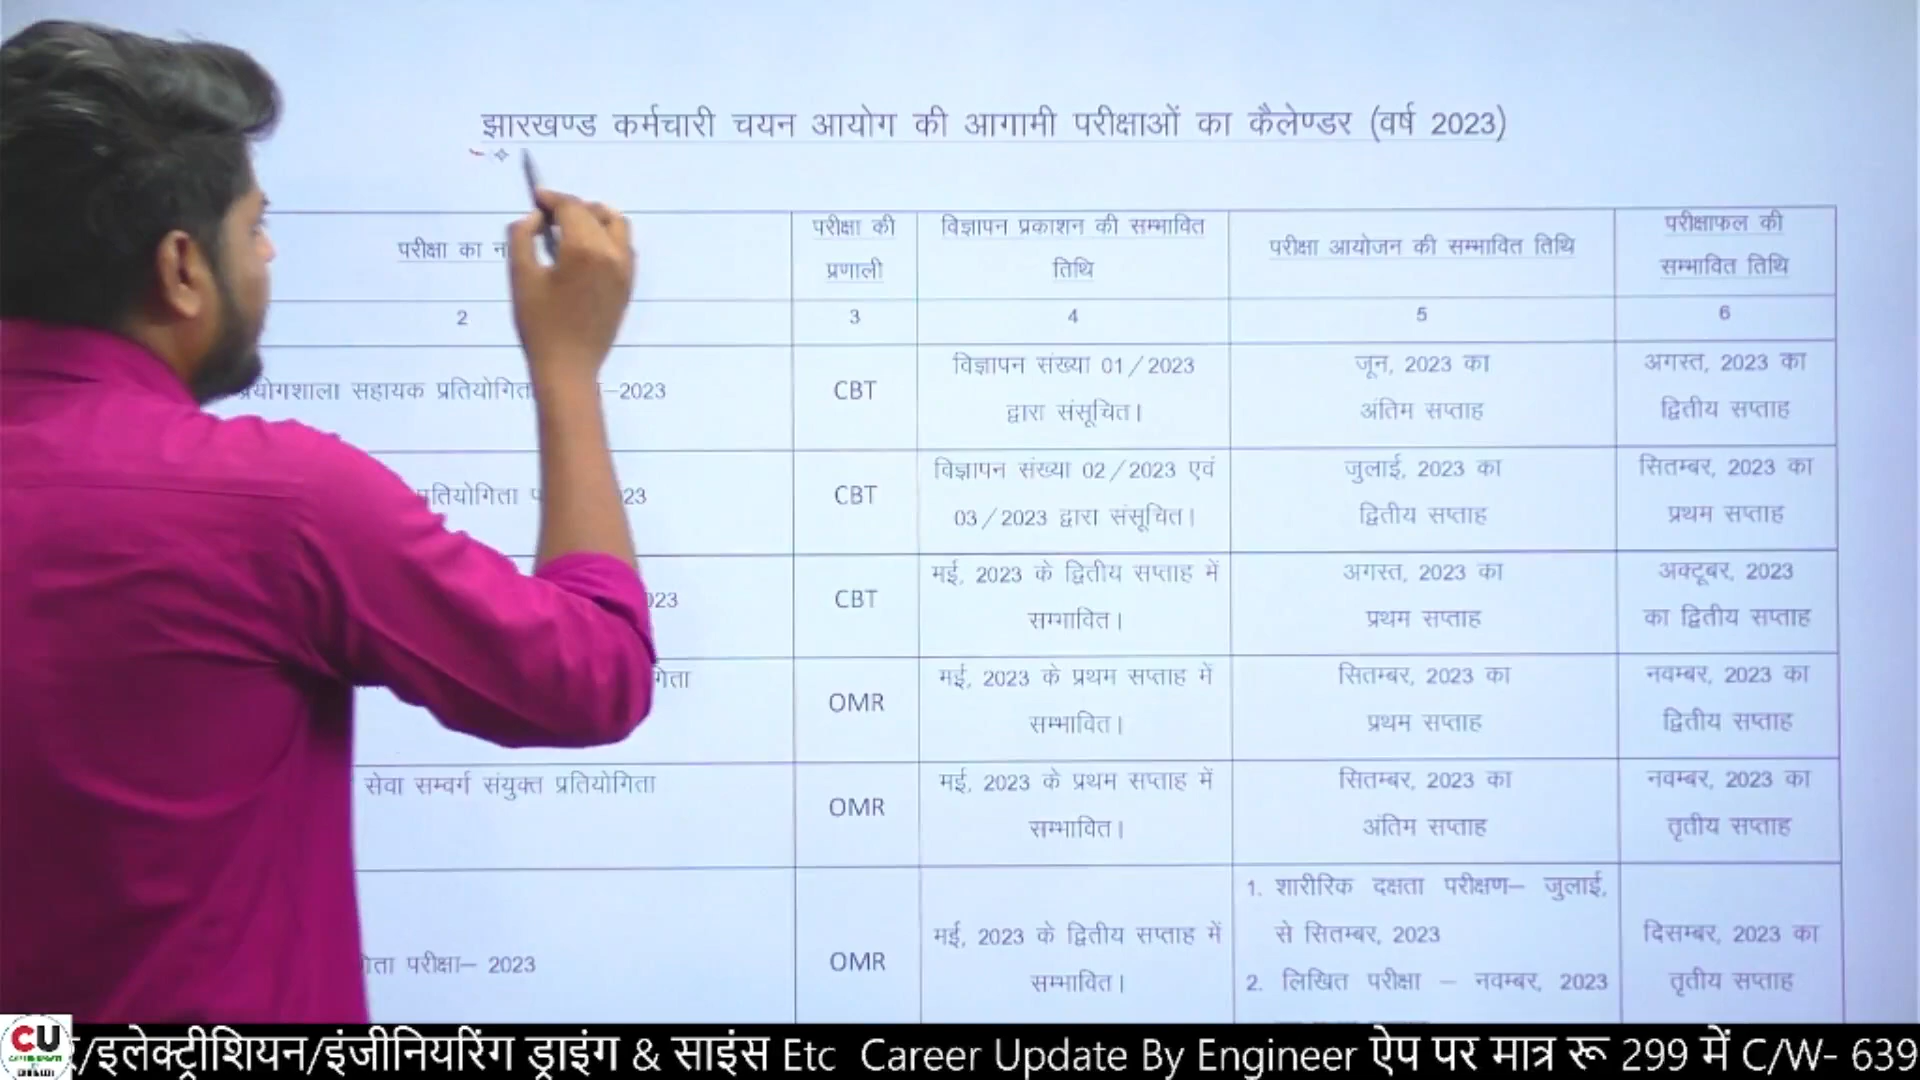 झारखण्ड कर्मचारी चयन आयोग की आगामी परीक्षाओं का कैलेण्डर (वर्ष 2023)
परीक्षा का
परीक्षा की
प्रणाली
विज्ञापन प्रकाशन की सम्भावित
तिथि
परीक्षा आयोजन की सम्भावित तिथि
परीक्षाफल की
सम्भावित तिथि
2
3
4
5
6
सहायक
–2023
CBT
विज्ञापन संख्या 01/2023
द्वारा संसूचित।
जून, 2023 का
अंतिम सप्ताह
अगस्त, 2023 का
द्वितीय सप्ताह
CBT
विज्ञापन संख्या 02/2023 एवं
03/2023 द्वारा संसूचित।
जुलाई, 2023 का
द्वितीय सप्ताह
सितम्बर, 2023 का
प्रथम सप्ताह
CBT
मई, 2023 के द्वितीय सप्ताह में
सम्भावित।
अगस्त, 2023 का
प्रथम सप्ताह
अक्टूबर, 2023
का द्वितीय सप्ताह
OMR
मई, 2023 के प्रथम सप्ताह में
सम्भावित।
सितम्बर, 2023 का
प्रथम सप्ताह
नवम्बर, 2023 का
द्वितीय सप्ताह
सेवा सम्वर्ग संयुक्त प्रतियोगिता
OMR
मई, 2023 के प्रथम सप्ताह में
सम्भावित।
सितम्बर, 2023 का
अंतिम सप्ताह
नवम्बर, 2023 का
तृतीय सप्ताह
परीक्षा– 2023
OMR
मई, 2023 के द्वितीय सप्ताह में
सम्भावित।
1. शारीरिक दक्षता परीक्षण– जुलाई,
से सितम्बर, 2023
2. लिखित परीक्षा – नवम्बर, 2023
दिसम्बर, 2023 का
तृतीय सप्ताह
CU
/इलेक्ट्रीशियन/इंजीनियरिंग ड्राइंग & साइंस Etc Career Update By Engineer ऐप पर मात्र रू 299 में C/W- 639